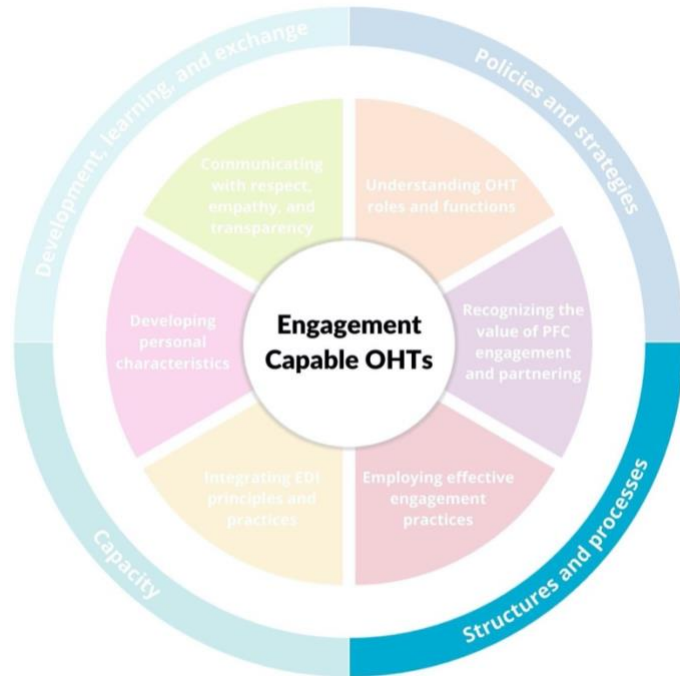 Development, learning, and exchange
Policies and strategies
Communicating
with respect,
empathy, and
transparency
Understanding OHT
roles and functions
Developing
personal
characteristics
Engagement
Capable OHTs
Recognizing the
value of PFC
engagement
and partnering
Integrating EDI
principles and
practices
Employing effective
engagement
practices
Capacity
Structures and processes